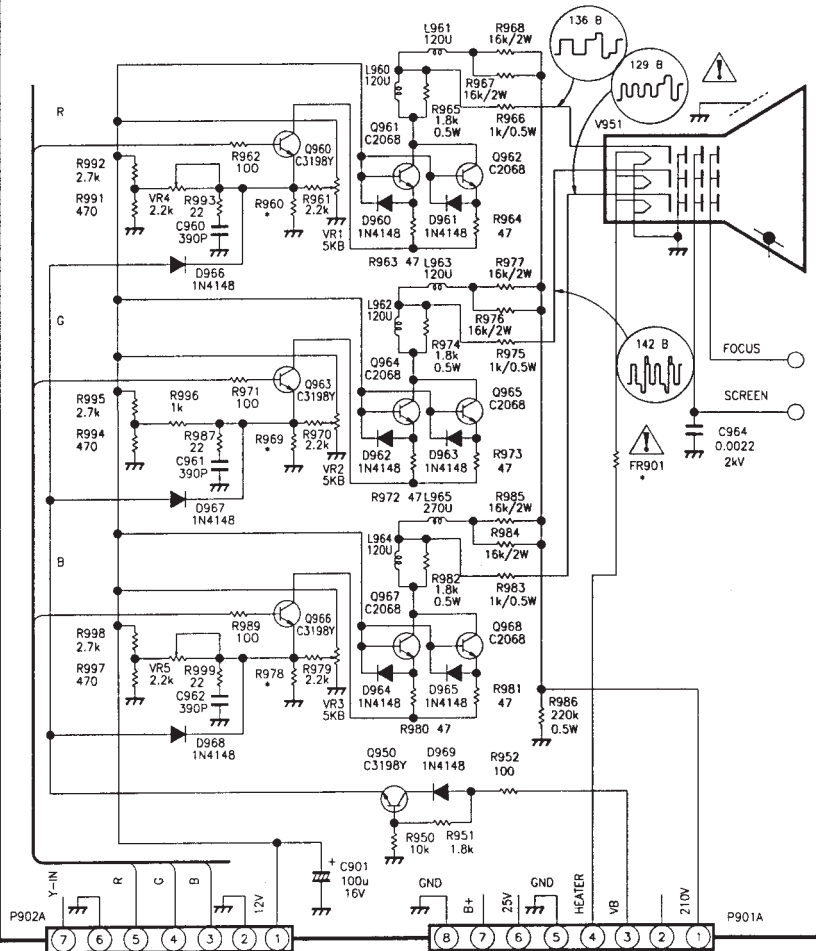 L961
120U
R968
16k/2W
136 B
L960
120U
R967
16k/2W
129 B
R
Q961
C2068
R965
1.8k
0.5W
R966
1k/0.5W
V951
R992
2.7k
R962
100
Q960
C3198Y
Q962
C2068
R991
470
VR4
2.2k
R993
22
C960
390P
R960
*
R961
2.2k
VR1
5KB
D960
1N4148
D961
1N4148
R964
47
R963 47
D966
1N4148
L963
120U
R977
16k/2W
G
L962
120U
R976
16k/2W
Q964
C2068
R974
1.8k
0.5W
R975
1k/0.5W
142 B
FOCUS
R995
2.7k
R996
1k
R971
100
Q963
C3198Y
Q965
C2068
SCREEN
R994
470
R987
22
C961
390P
R969
*
R970
2.2k
VR2
5KB
D962
1N4148
D963
1N4148
R973
47
C964
0.0022
2kV
FR901
*
R972 47
D967
1N4148
L965
270U
R985
16k/2W
B
L964
120U
R984
16k/2W
Q967
C2068
R982
1.8k
0.5W
R983
1k/0.5W
R998
2.7k
R989
100
Q966
C3198Y
Q968
C2068
R997
470
VR5
2.2k
R999
22
C962
390P
R978
*
R979
2.2k
VR3
5KB
D964
1N4148
D965
1N4148
R981
47
R980 47
R986
220k
0.5W
D968
1N4148
Q950
C3198Y
D969
1N4148
R952
100
R950
10k
R951
1.8k
+
C901
100u
16V
Y-IN
R
G
B
12V
GND
B+
25V
GND
HEATER
VB
210V
P902A
7 6 5 4 3 2 1
8 7 6 5 4 3 2 1
P901A